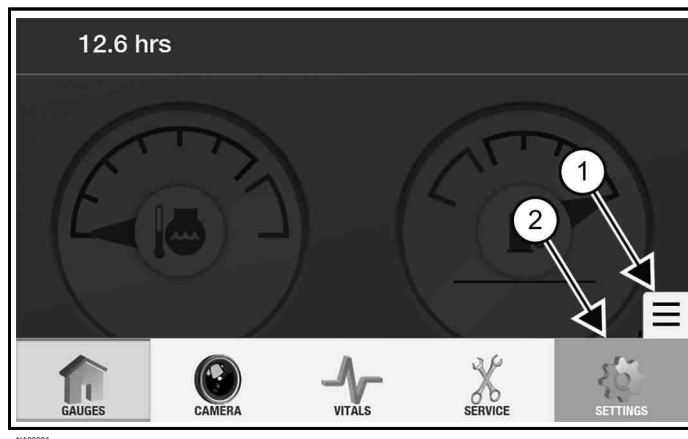 12.6 hrs
1
2
GAUGES
CAMERA
VITALS
SERVICE
SETTINGS